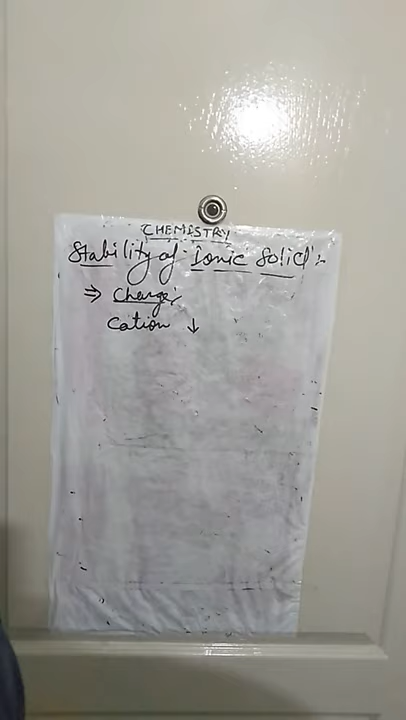 CHEMISTRY
Stability of Ionic Solid :-
⇒ Charge:
Cation ↓